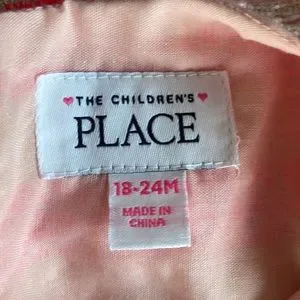 THE CHILDREN'S
PLACE
18-24M
MADE IN
CHINA